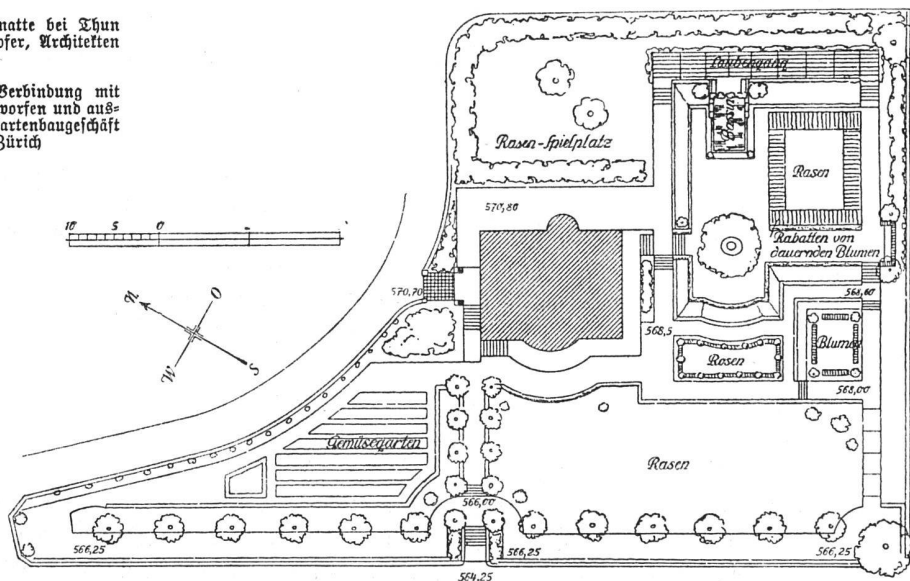 natte bei Thun
ofer, Architekten
Verbindung mit
worfen und aus=
artenbaugeschäft
Zürich
10 5 0
N
O
W
S
Laubengang
Rasen-Spielplatz
Rasen
570,80
Rabatten von
dauernden Blumen
570,70
568,60
568,5
Rosen
Blumen
568,00
Gemüsegarten
Rasen
566,00
566,25
566,25
566,25
564,25